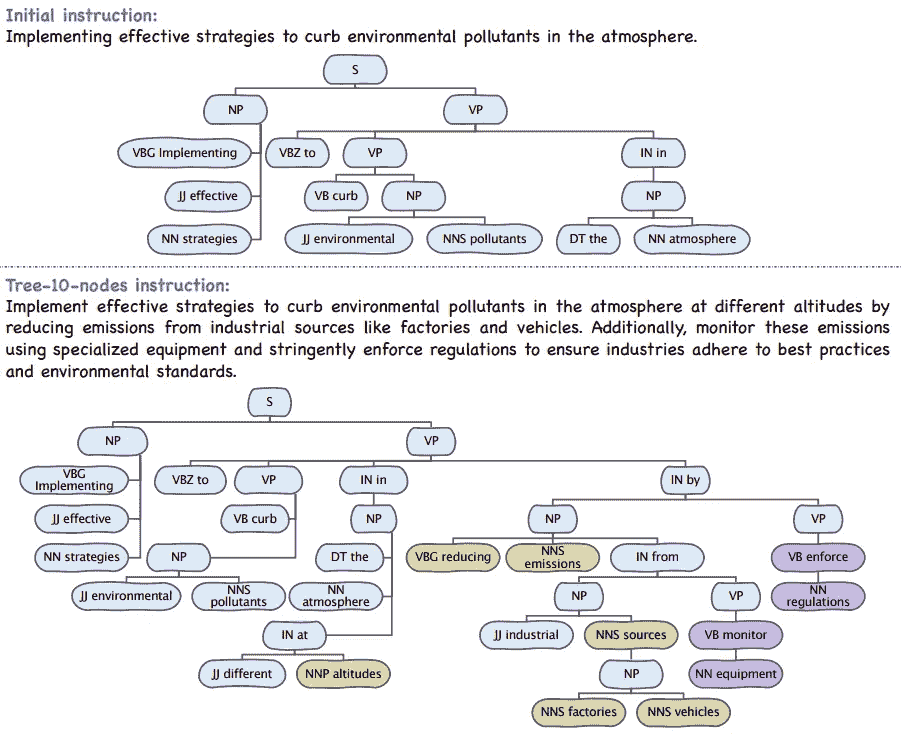 Initial instruction:
Implementing effective strategies to curb environmental pollutants in the atmosphere.
S
NP
VP
VBG Implementing
VBZ to
VP
IN in
JJ effective
VB curb
NP
NP
NN strategies
JJ environmental
NNS pollutants
DT the
NN atmosphere
Tree-10-nodes instruction:
Implement effective strategies to curb environmental pollutants in the atmosphere at different altitudes by
reducing emissions from industrial sources like factories and vehicles. Additionally, monitor these emissions
using specialized equipment and stringently enforce regulations to ensure industries adhere to best practices
and environmental standards.
S
NP
VP
VBG
Implementing
VBZ to
VP
IN in
IN by
JJ effective
VB curb
NP
NP
VP
NN strategies
NP
DT the
VBG reducing
NNS
emissions
IN from
VB enforce
JJ environmental
NNS
pollutants
NN
atmosphere
NP
VP
NN
regulations
IN at
JJ industrial
NNS sources
VB monitor
JJ different
NNP altitudes
NP
NN equipment
NNS factories
NNS vehicles